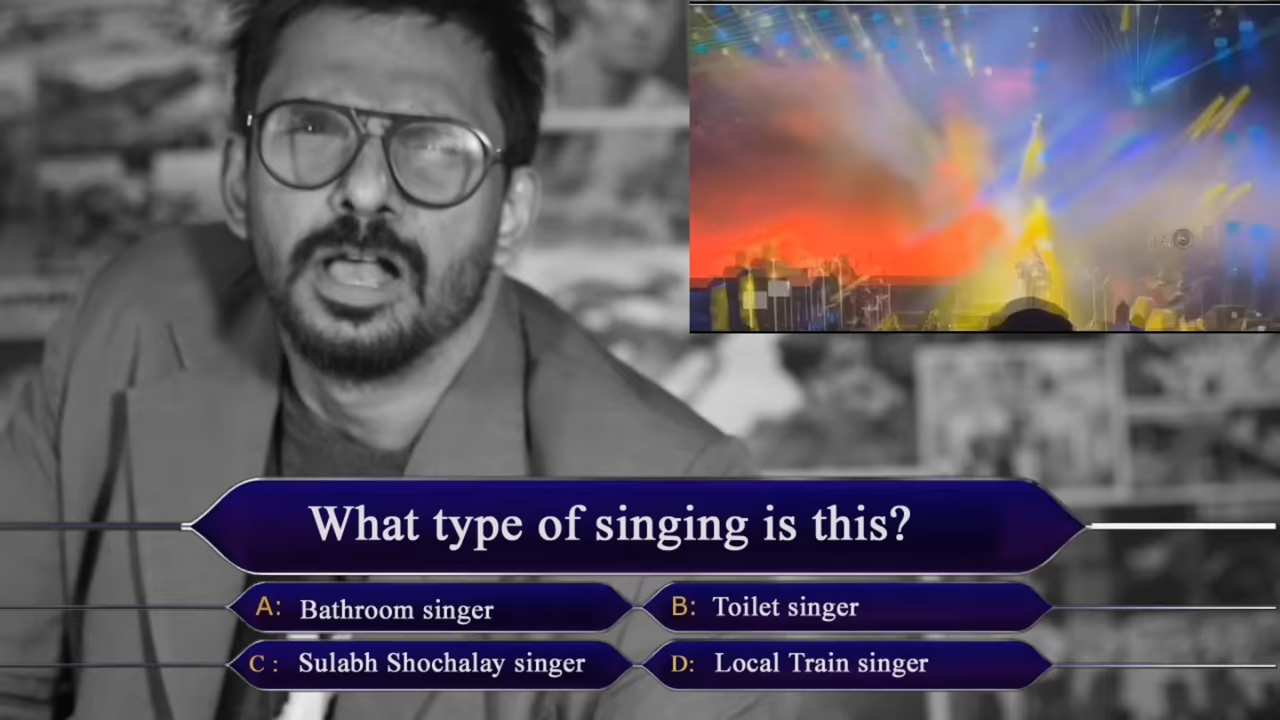 What type of singing is this?
A: Bathroom singer
B: Toilet singer
C : Sulabh Shochalay singer
D: Local Train singer